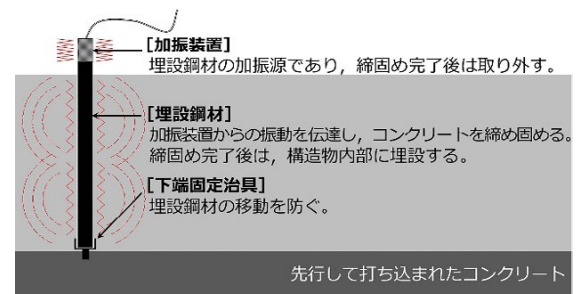 [加振装置]
埋設鋼材の加振源であり，締固め完了後は取り外す。
[埋設鋼材]
加振装置からの振動を伝達し，コンクリートを締め固める。
締固め完了後は，構造物内部に埋設する。
[下端固定治具]
埋設鋼材の移動を防ぐ。
先行して打ち込まれたコンクリート